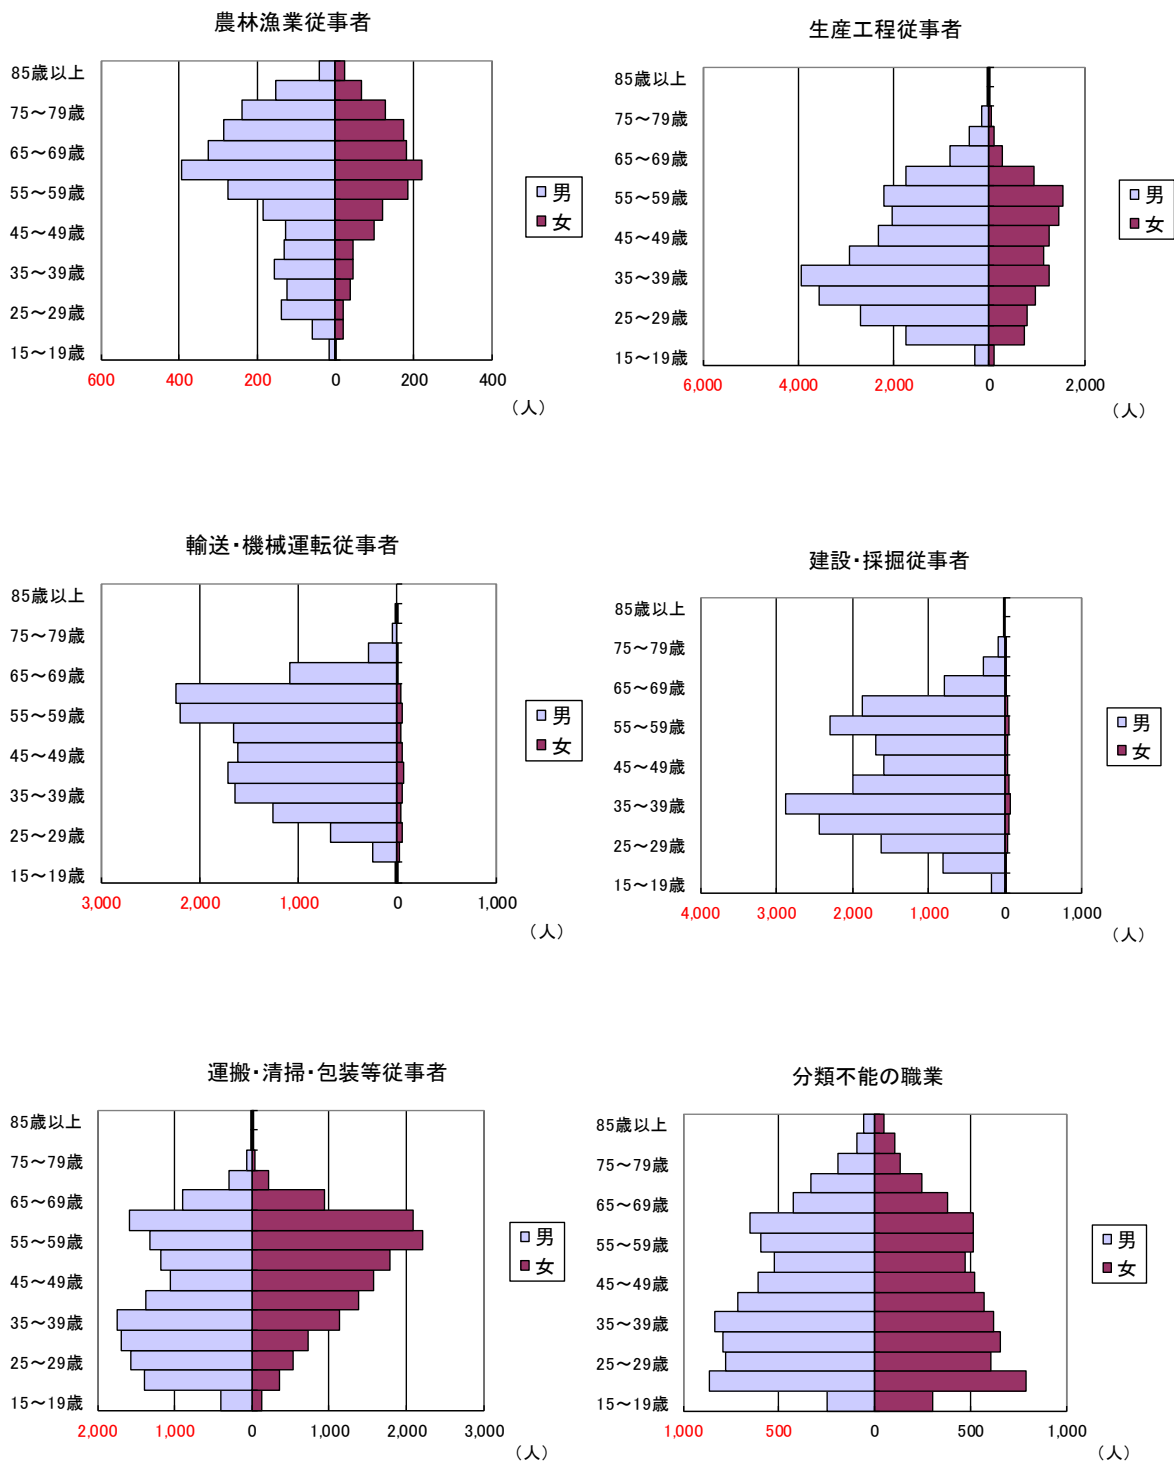 農林漁業従事者
85歳以上
75～79歳
65～69歳
55～59歳
45～49歳
35～39歳
25～29歳
15～19歳
600 400 200 0 200 400
（人）
男
女
生産工程従事者
85歳以上
75～79歳
65～69歳
55～59歳
45～49歳
35～39歳
25～29歳
15～19歳
6,000 4,000 2,000 0 2,000
（人）
男
女
輸送・機械運転従事者
85歳以上
75～79歳
65～69歳
55～59歳
45～49歳
35～39歳
25～29歳
15～19歳
3,000 2,000 1,000 0 1,000
（人）
男
女
建設・採掘従事者
85歳以上
75～79歳
65～69歳
55～59歳
45～49歳
35～39歳
25～29歳
15～19歳
4,000 3,000 2,000 1,000 0 1,000
（人）
男
女
運搬・清掃・包装等従事者
85歳以上
75～79歳
65～69歳
55～59歳
45～49歳
35～39歳
25～29歳
15～19歳
2,000 1,000 0 1,000 2,000 3,000
（人）
男
女
分類不能の職業
85歳以上
75～79歳
65～69歳
55～59歳
45～49歳
35～39歳
25～29歳
15～19歳
1,000 500 0 500 1,000
（人）
男
女